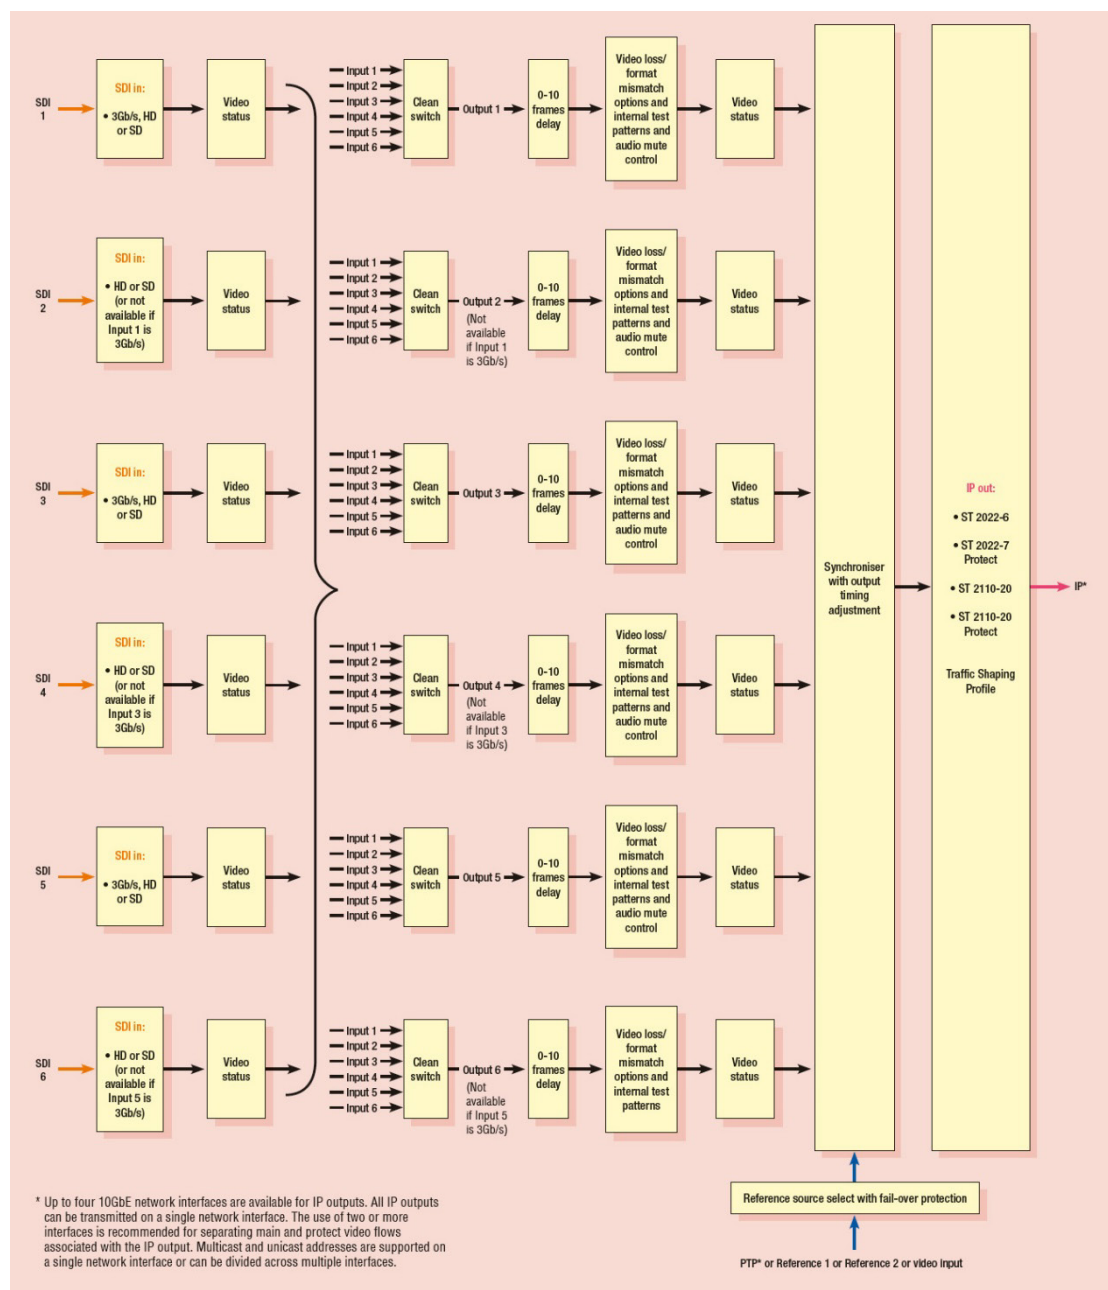 SDI
1
SDI in:
• 3Gb/s, HD
or SD
Video
status
Input 1
Input 2
Input 3
Input 4
Input 5
Input 6
Clean
switch
Output 1
0-10
frames
delay
Video loss/
format
mismatch
options and
internal test
patterns and
audio mute
control
Video
status
SDI
2
SDI in:
• HD or SD
(or not
available if
Input 1 is
3Gb/s)
Video
status
Input 1
Input 2
Input 3
Input 4
Input 5
Input 6
Clean
switch
Output 2
(Not
available
if Input 1
is 3Gb/s)
0-10
frames
delay
Video loss/
format
mismatch
options and
internal test
patterns and
audio mute
control
Video
status
SDI
3
SDI in:
• 3Gb/s, HD
or SD
Video
status
Input 1
Input 2
Input 3
Input 4
Input 5
Input 6
Clean
switch
Output 3
0-10
frames
delay
Video loss/
format
mismatch
options and
internal test
patterns and
audio mute
control
Video
status
SDI
4
SDI in:
• HD or SD
(or not
available if
Input 3 is
3Gb/s)
Video
status
Input 1
Input 2
Input 3
Input 4
Input 5
Input 6
Clean
switch
Output 4
(Not
available
if Input 3
is 3Gb/s)
0-10
frames
delay
Video loss/
format
mismatch
options and
internal test
patterns and
audio mute
control
Video
status
SDI
5
SDI in:
• 3Gb/s, HD
or SD
Video
status
Input 1
Input 2
Input 3
Input 4
Input 5
Input 6
Clean
switch
Output 5
0-10
frames
delay
Video loss/
format
mismatch
options and
internal test
patterns and
audio mute
control
Video
status
SDI
6
SDI in:
• HD or SD
(or not
available if
Input 5 is
3Gb/s)
Video
status
Input 1
Input 2
Input 3
Input 4
Input 5
Input 6
Clean
switch
Output 6
(Not
available
if Input 5
is 3Gb/s)
0-10
frames
delay
Video loss/
format
mismatch
options and
internal test
patterns
Video
status
Synchroniser
with output
timing
adjustment
IP out:
• ST 2022-6
• ST 2022-7
Protect
• ST 2110-20
• ST 2110-20
Protect
Traffic Shaping
Profile
IP*
Reference source select with fail-over protection
PTP* or Reference 1 or Reference 2 or video input
* Up to four 10GbE network interfaces are available for IP outputs. All IP outputs
can be transmitted on a single network interface. The use of two or more
interfaces is recommended for separating main and protect video flows
associated with the IP output. Multicast and unicast addresses are supported on
a single network interface or can be divided across multiple interfaces.